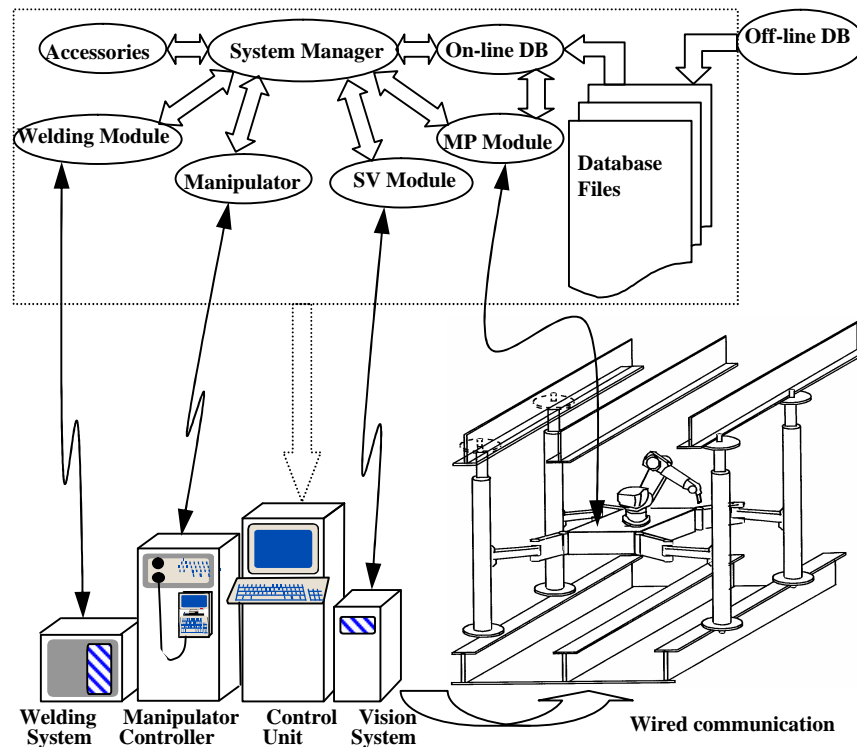 Accessories
System Manager
On-line DB
Off-line DB
Welding Module
MP Module
Manipulator
SV Module
Database
Files
Welding
System
Manipulator
Controller
Control
Unit
Vision
System
Wired communication